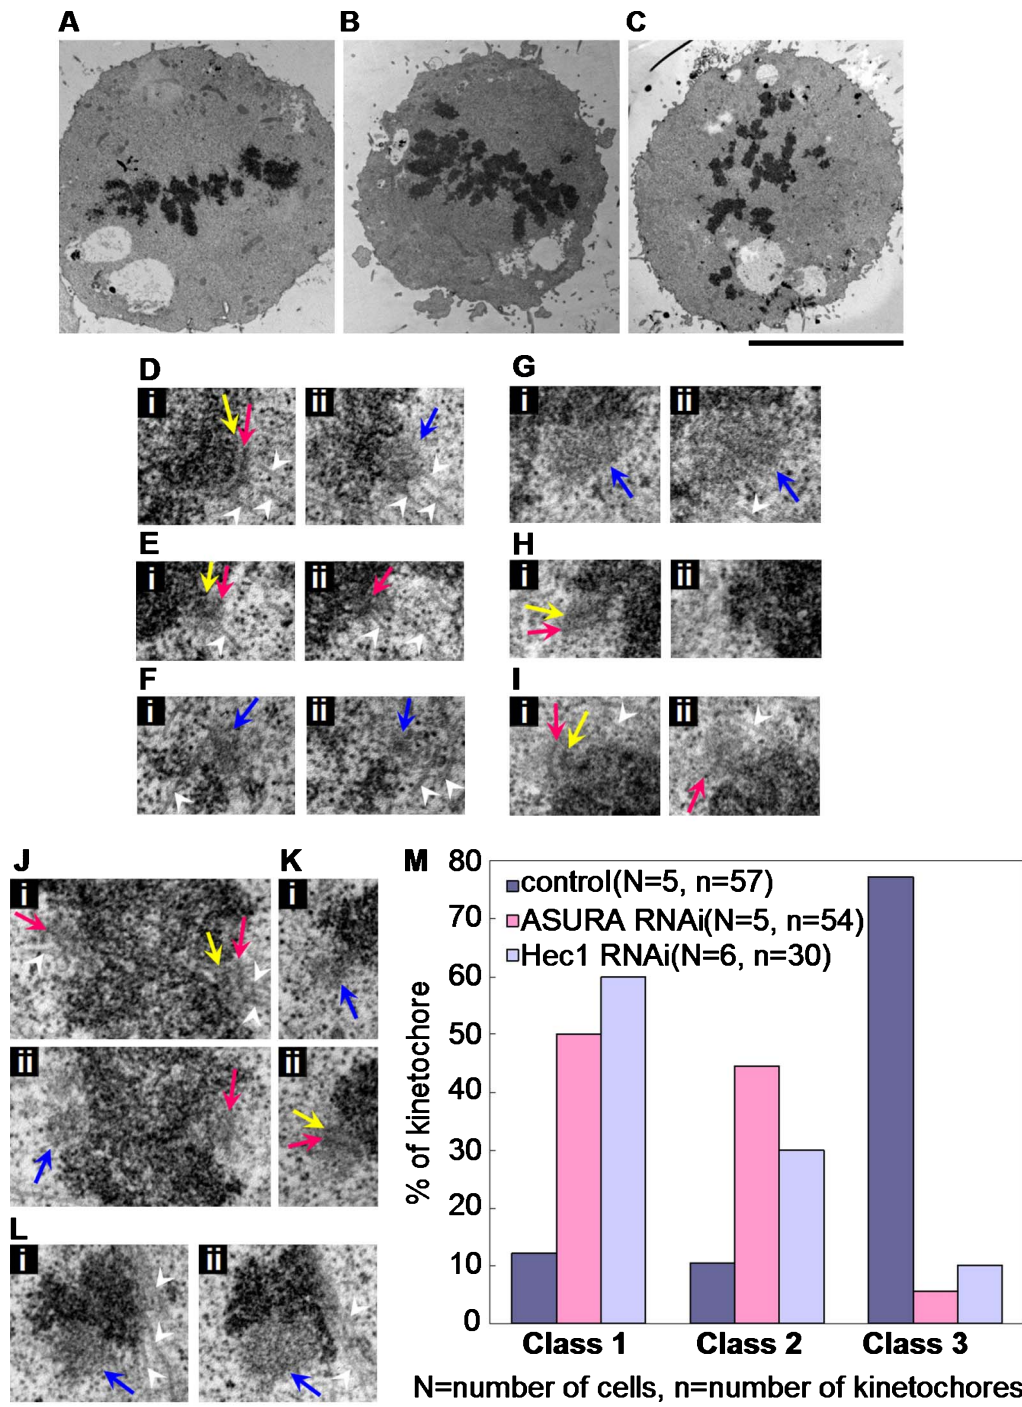 A
B
C
D
i
ii
G
i
ii
E
i
ii
H
i
ii
F
i
ii
I
i
ii
J
i
ii
K
i
ii
L
i
ii
M
80
70
60
50
40
30
20
10
0
% of kinetochore
control(N=5, n=57)
ASURA RNAi(N=5, n=54)
Hec1 RNAi(N=6, n=30)
Class 1
Class 2
Class 3
N=number of cells, n=number of kinetochores